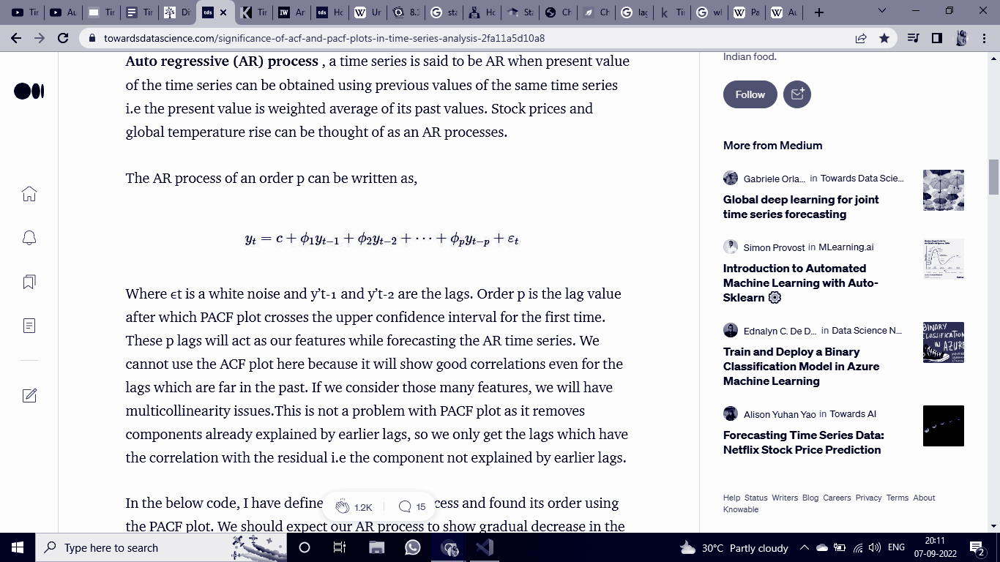 Tir
Au
Tir
Tir
Di
tds
Tir
Ar
tds
Ho
Ur
8.1
sta
Ho
Sta
Ch
Ch
lag
Tir
wl
Pa
Au
towardsdatascience.com/significance-of-acf-and-pacf-plots-in-time-series-analysis-2fa11a5d10a8
Auto regressive (AR) process , a time series is said to be AR when present value
of the time series can be obtained using previous values of the same time series
i.e the present value is weighted average of its past values. Stock prices and
global temperature rise can be thought of as an AR processes.
The AR process of an order p can be written as,
yt = c + ϕ1yt−1 + ϕ2yt−2 + ⋯ + ϕpyt−p + εt
Where ϵt is a white noise and y’t-1 and y’t-2 are the lags. Order p is the lag value
after which PACF plot crosses the upper confidence interval for the first time.
These p lags will act as our features while forecasting the AR time series. We
cannot use the ACF plot here because it will show good correlations even for the
lags which are far in the past. If we consider those many features, we will have
multicollinearity issues.This is not a problem with PACF plot as it removes
components already explained by earlier lags, so we only get the lags which have
the correlation with the residual i.e the component not explained by earlier lags.
In the below code, I have define cess and found its order using
the PACF plot. We should expect our AR process to show gradual decrease in the
1.2K
15
Indian food.
Follow
More from Medium
Gabriele Orla... in Towards Data Scie...
Global deep learning for joint
time series forecasting
Simon Provost in MLearning.ai
Introduction to Automated
Machine Learning with Auto-
Sklearn
Ednalyn C. De D... in Data Science N...
Train and Deploy a Binary
Classification Model in Azure
Machine Learning
BINARY
CLASSIFICATION
IN AZURE
Alison Yuhan Yao in Towards AI
Forecasting Time Series Data:
Netflix Stock Price Prediction
Help Status Writers Blog Careers Privacy Terms About
Knowable
Type here to search
30°C Partly cloudy
ENG
20:11
07-09-2022
2